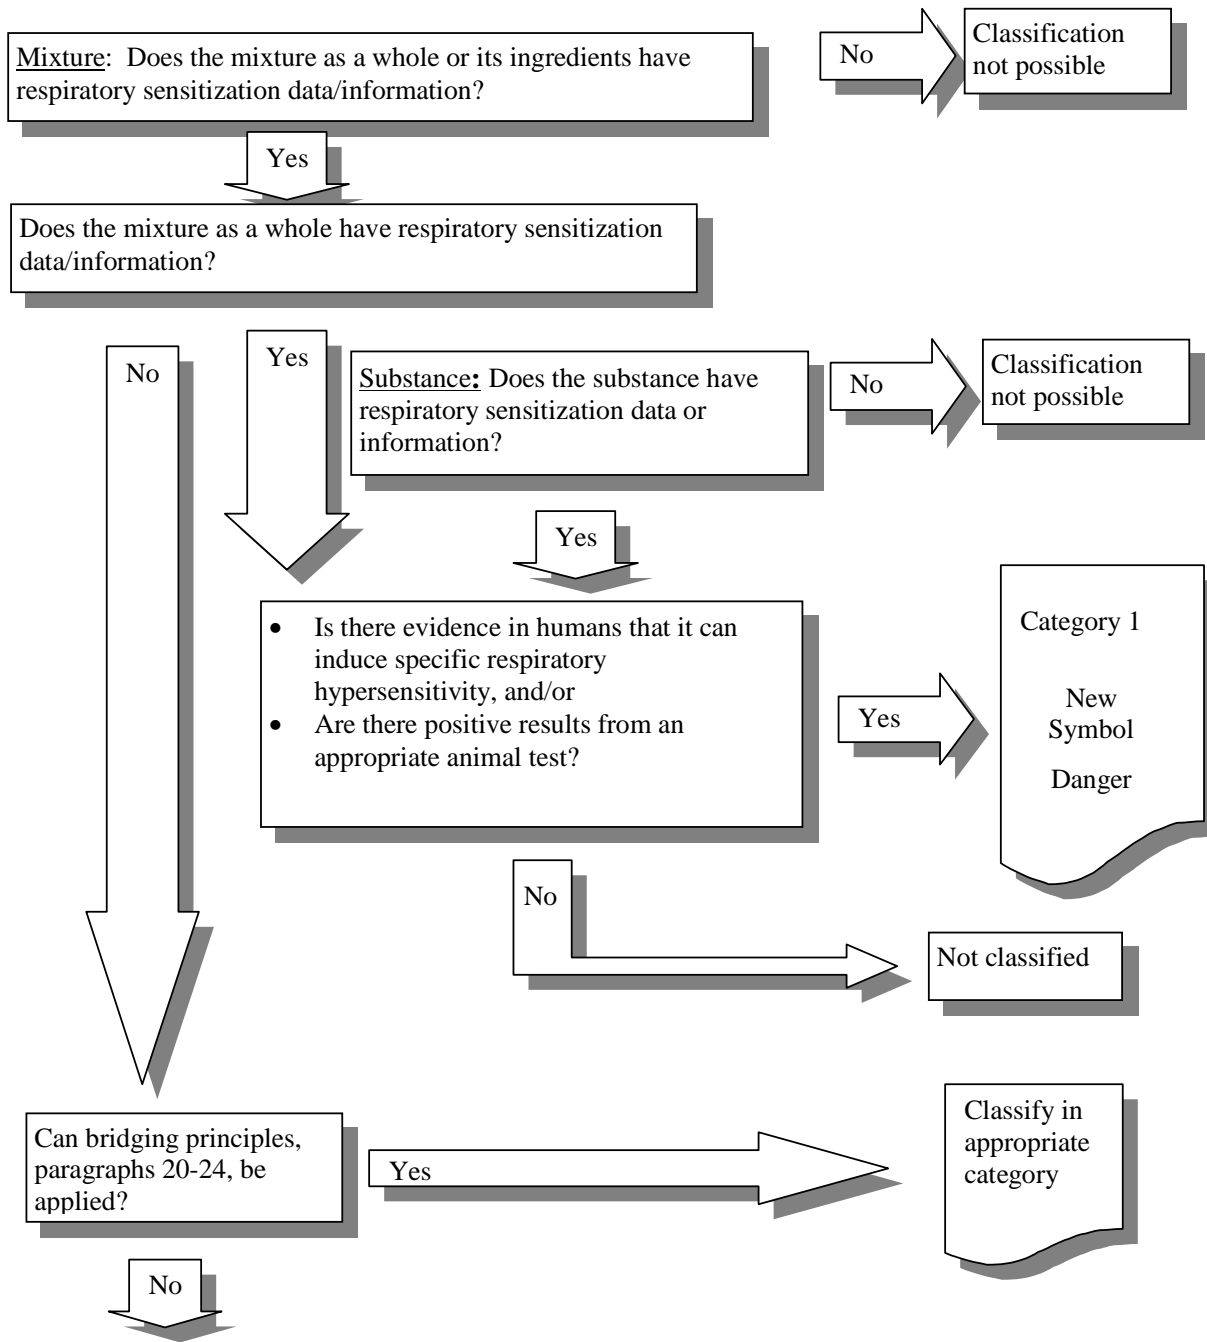 Mixture: Does the mixture as a whole or its ingredients have
respiratory sensitization data/information?
No
Classification
not possible
Yes
Does the mixture as a whole have respiratory sensitization
data/information?
No
Yes
Substance: Does the substance have
respiratory sensitization data or
information?
No
Classification
not possible
Yes
• Is there evidence in humans that it can
induce specific respiratory
hypersensitivity, and/or
• Are there positive results from an
appropriate animal test?
Yes
Category 1
New
Symbol
Danger
No
Not classified
Can bridging principles,
paragraphs 20-24, be
applied?
Yes
Classify in
appropriate
category
No